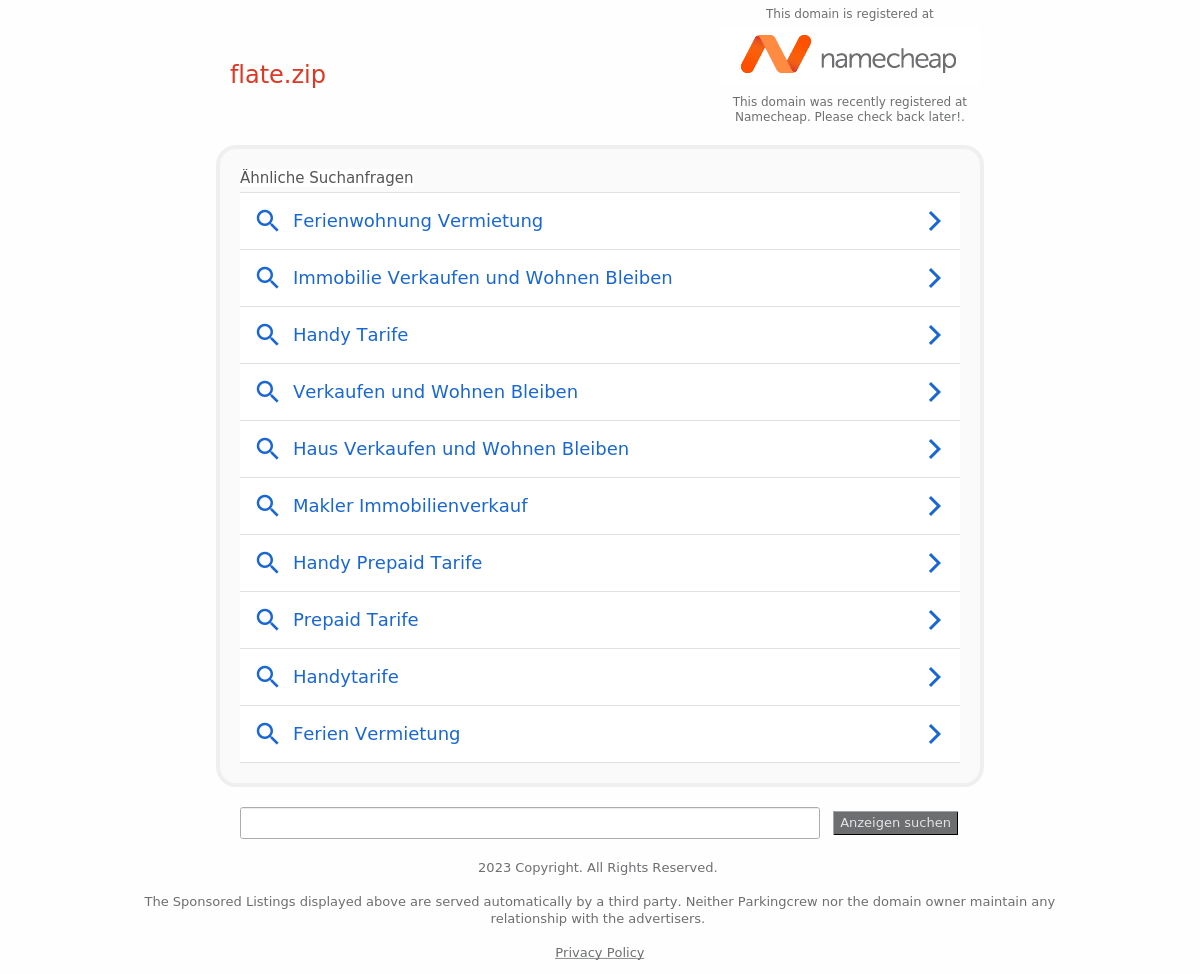 This domain is registered at
namecheap
flate.zip
This domain was recently registered at
Namecheap. Please check back later!.
Ähnliche Suchanfragen
Ferienwohnung Vermietung
Immobilie Verkaufen und Wohnen Bleiben
Handy Tarife
Verkaufen und Wohnen Bleiben
Haus Verkaufen und Wohnen Bleiben
Makler Immobilienverkauf
Handy Prepaid Tarife
Prepaid Tarife
Handytarife
Ferien Vermietung
Anzeigen suchen
2023 Copyright. All Rights Reserved.
The Sponsored Listings displayed above are served automatically by a third party. Neither Parkingcrew nor the domain owner maintain any
relationship with the advertisers.
Privacy Policy